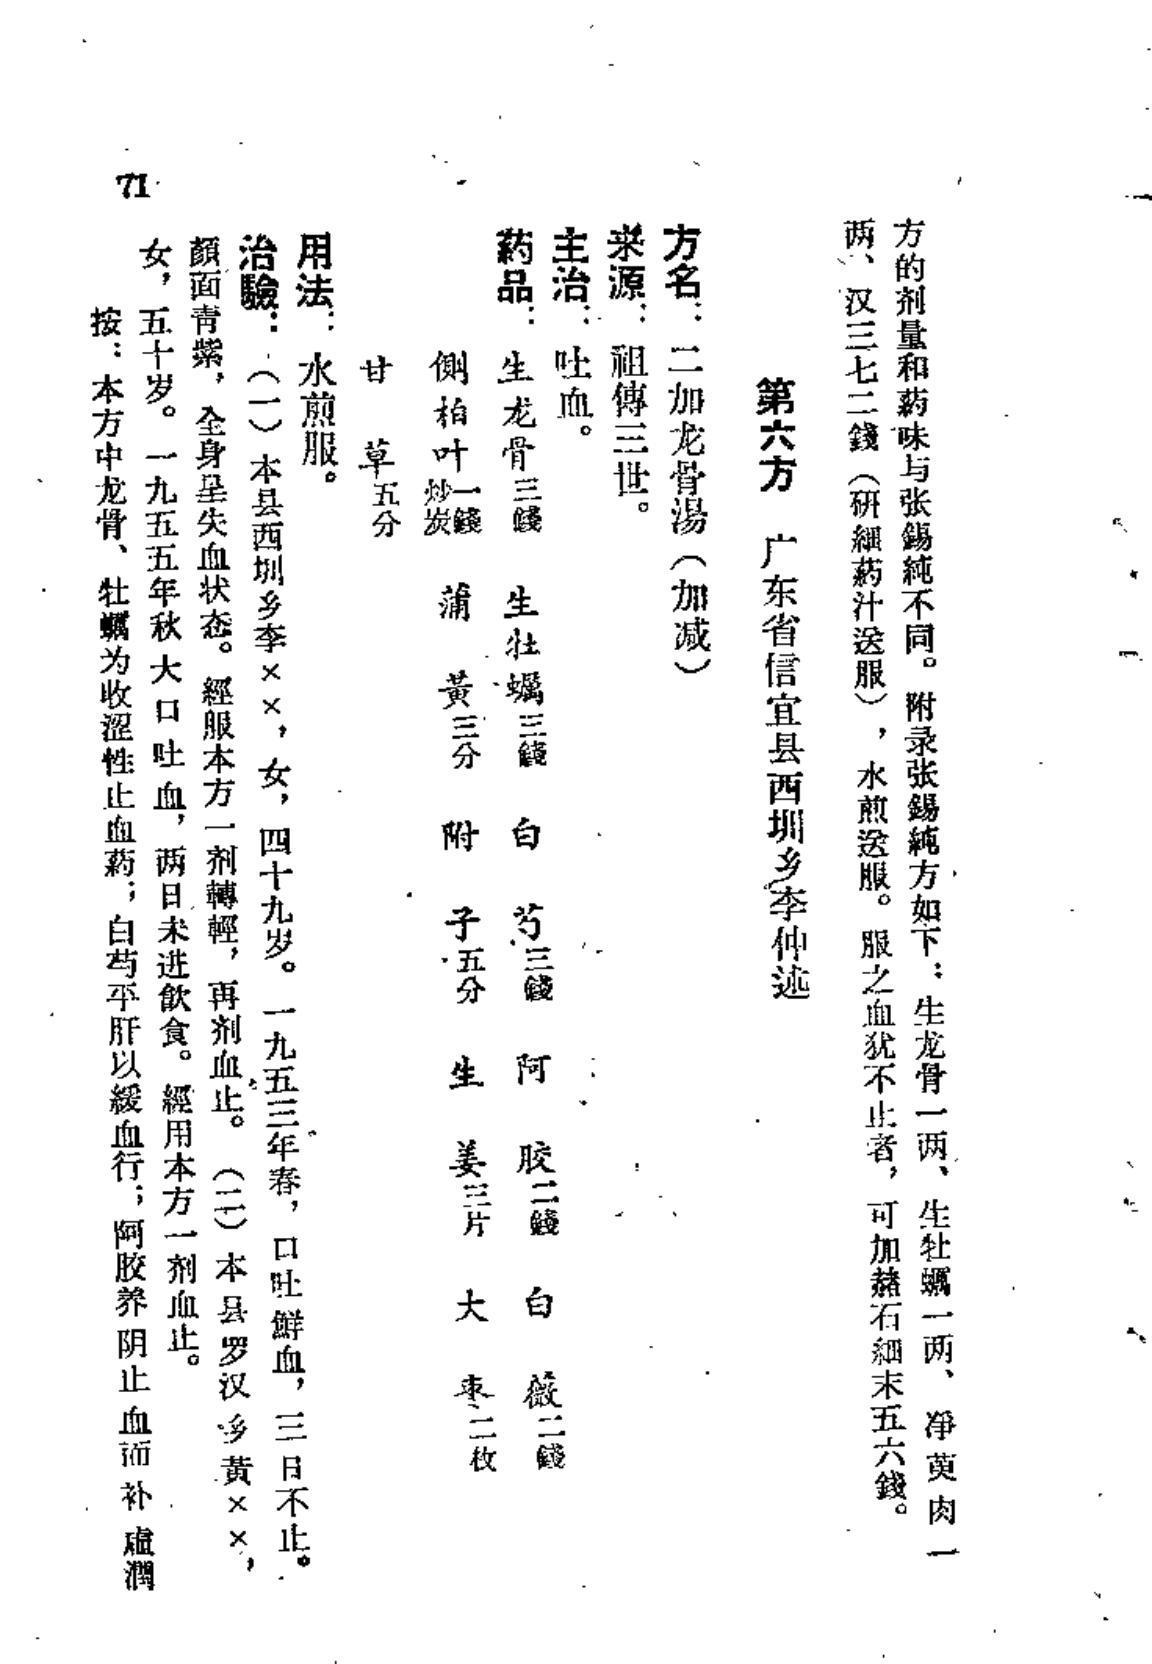 方的剂量和药味与张錫純不同。附录张錫純方如下：生龙骨一两、生牡蠣一两、净萸肉一
两、汉三七二錢（研細药汁送服），水煎送服。服之血犹不止者，可加赭石細末五六錢。
第六方　广东省信宜县西圳乡李仲述
方名：二加龙骨湯（加减）
来源：祖傳三世。
主治：吐血。
药品：生龙骨三錢　生牡蠣三錢　白芍三錢　阿胶二錢　白薇二錢
側柏叶一錢炒炭　蒲黃三分　附子五分　生姜三片　大枣二枚
甘草五分
用法：水煎服。
治驗：（一）本县西圳乡李××，女，四十九岁。一九五三年春，口吐鮮血，三日不止。
顏面靑紫，全身呈失血状态。經服本方一剂轉輕，再剂血止。（二）本县罗汉乡黃××，
女，五十岁。一九五五年秋大口吐血，两日未进飮食。經用本方一剂血止。
按：本方中龙骨、牡蠣为收涩性止血药；白芍平肝以緩血行；阿胶养阴止血而补虛潤
71